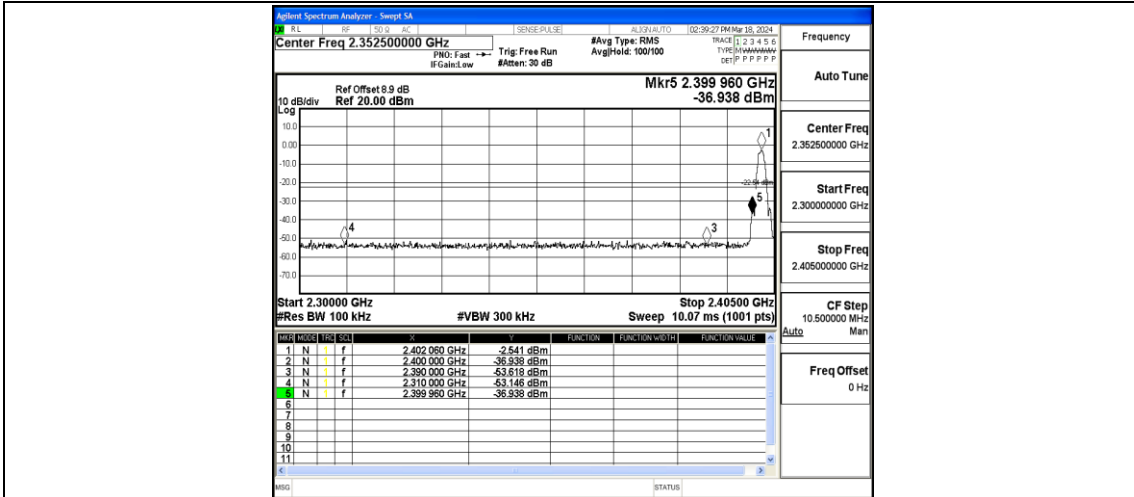 Agilent Spectrum Analyzer - Swept SA
RL RF 50 Ω AC SENSE:PULSE ALIGN AUTO 02:39:27 PM Mar 18, 2024
Center Freq 2.352500000 GHz
PNO: Fast
IFGain:Low
Trig: Free Run
#Atten: 30 dB
#Avg Type: RMS
Avg|Hold: 100/100
TRACE 1 2 3 4 5 6
TYPE M
DET P P P P P P
Frequency
Ref Offset 8.9 dB
10 dB/div Ref 20.00 dBm
Log
Mkr5 2.399 960 GHz
-36.938 dBm
Auto Tune
10.0
0.00
-10.0
-20.0
-30.0
-40.0
-50.0
-60.0
-70.0
1
-22.54 dBm
5
4
3
Center Freq
2.352500000 GHz
Start Freq
2.300000000 GHz
Stop Freq
2.405000000 GHz
Start 2.30000 GHz Stop 2.40500 GHz
#Res BW 100 kHz #VBW 300 kHz Sweep 10.07 ms (1001 pts)
CF Step
10.500000 MHz
Auto Man
MKR MODE TRC SCL X Y FUNCTION FUNCTION WIDTH FUNCTION VALUE
1 N 1 f 2.402 060 GHz -2.541 dBm
2 N 1 f 2.400 000 GHz -36.938 dBm
3 N 1 f 2.390 000 GHz -53.618 dBm
4 N 1 f 2.310 000 GHz -53.146 dBm
5 N 1 f 2.399 960 GHz -36.938 dBm
6
7
8
9
10
11
Freq Offset
0 Hz
MSG STATUS